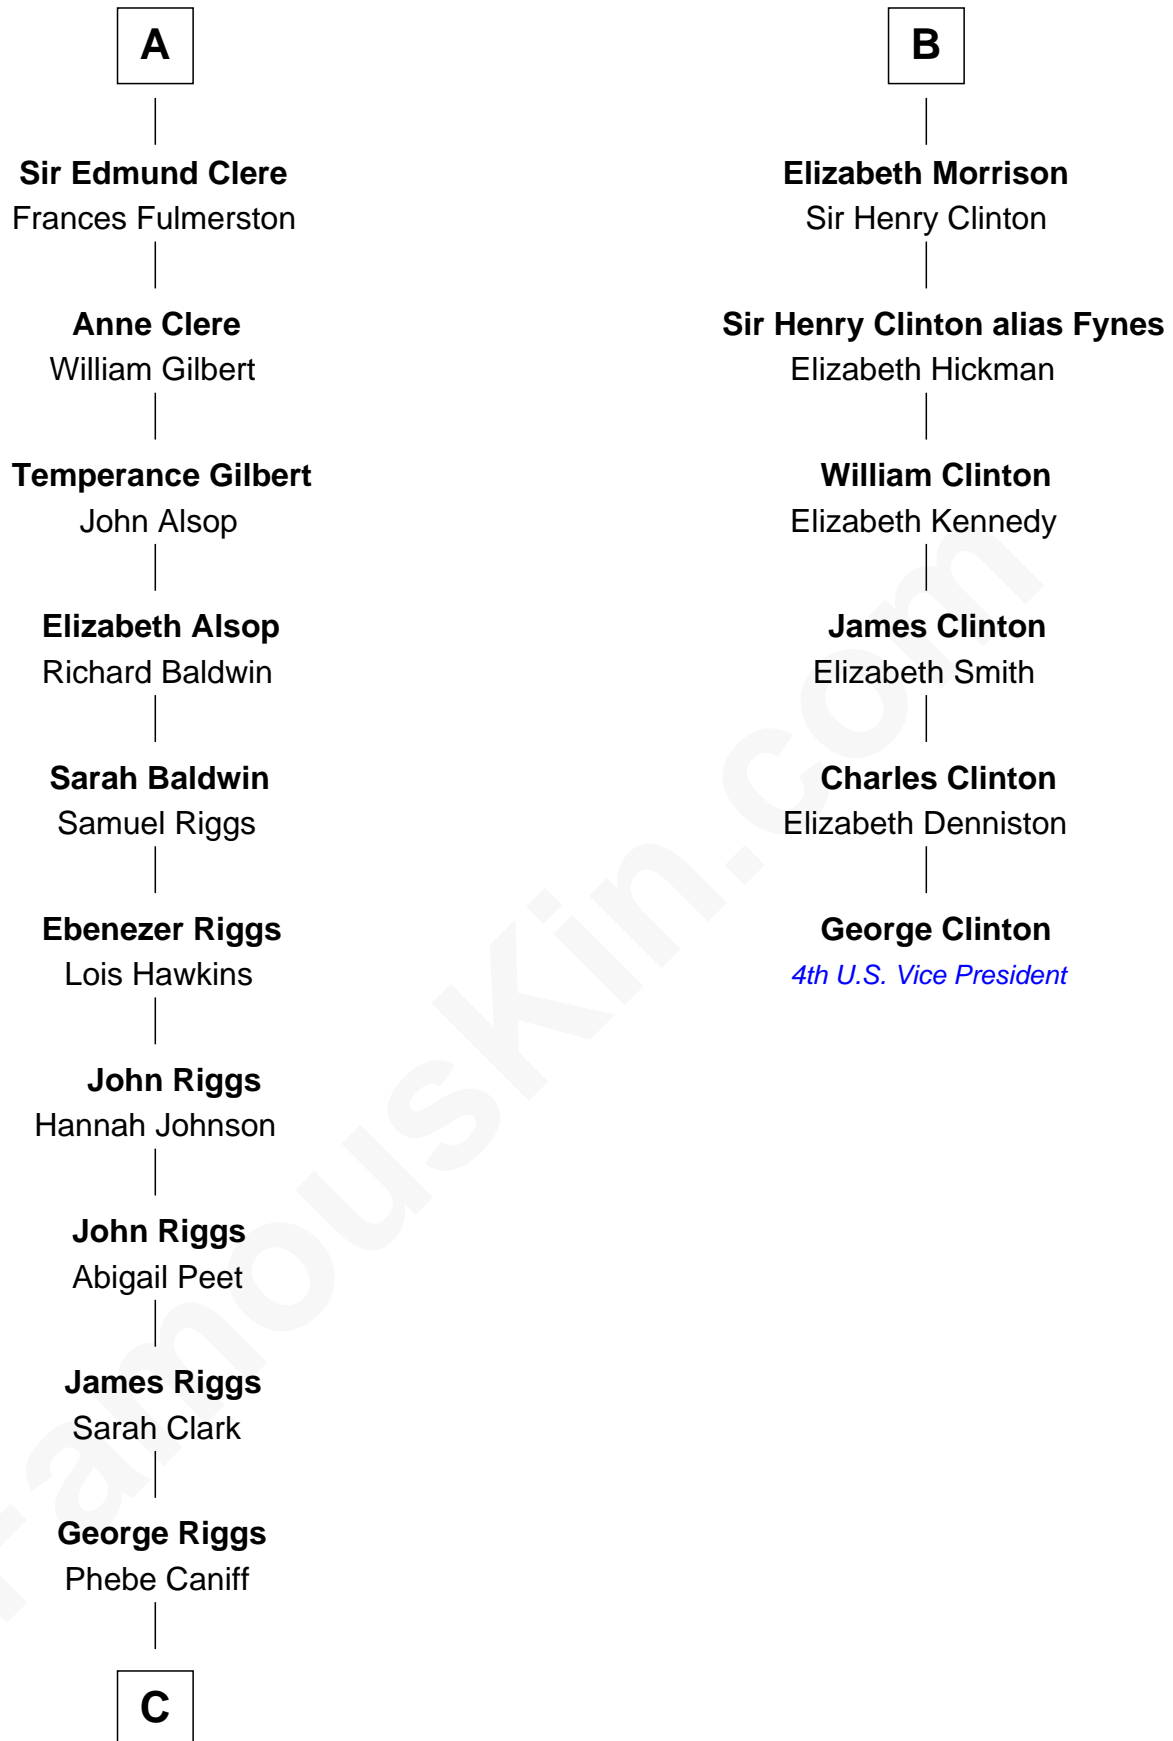 A
Sir Edmund Clere
Frances Fulmerston
Anne Clere
William Gilbert
Temperance Gilbert
John Alsop
Elizabeth Alsop
Richard Baldwin
Sarah Baldwin
Samuel Riggs
Ebenezer Riggs
Lois Hawkins
John Riggs
Hannah Johnson
John Riggs
Abigail Peet
James Riggs
Sarah Clark
George Riggs
Phebe Caniff
C
B
Elizabeth Morrison
Sir Henry Clinton
Sir Henry Clinton alias Fynes
Elizabeth Hickman
William Clinton
Elizabeth Kennedy
James Clinton
Elizabeth Smith
Charles Clinton
Elizabeth Denniston
George Clinton
4th U.S. Vice President
FamousKin.com